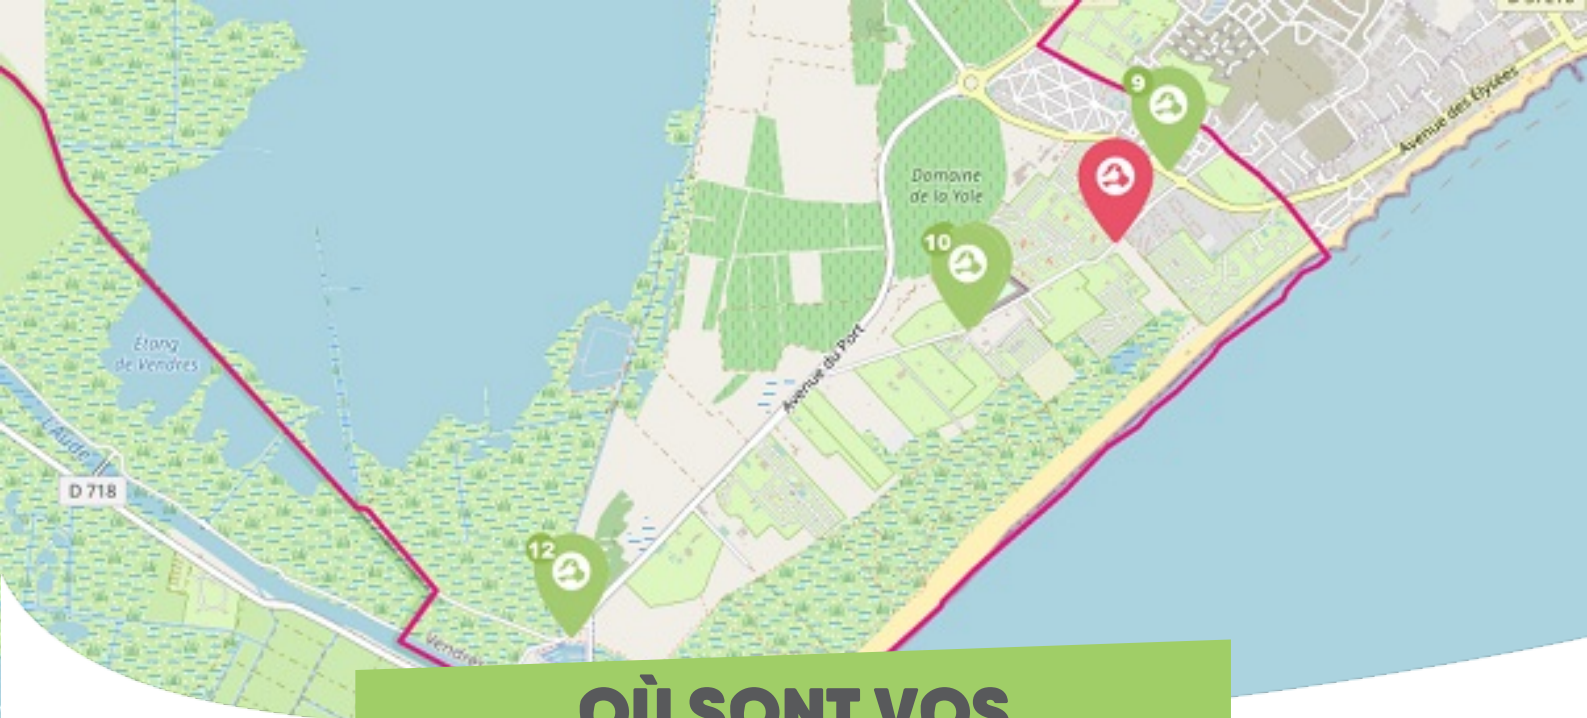 9
Avenue des Elysées
Domaine
de la Yole
10
Avenue du Port
Étang
de Vendres
L'Aude
D 718
12
Vendres
OÙ SONT VOS